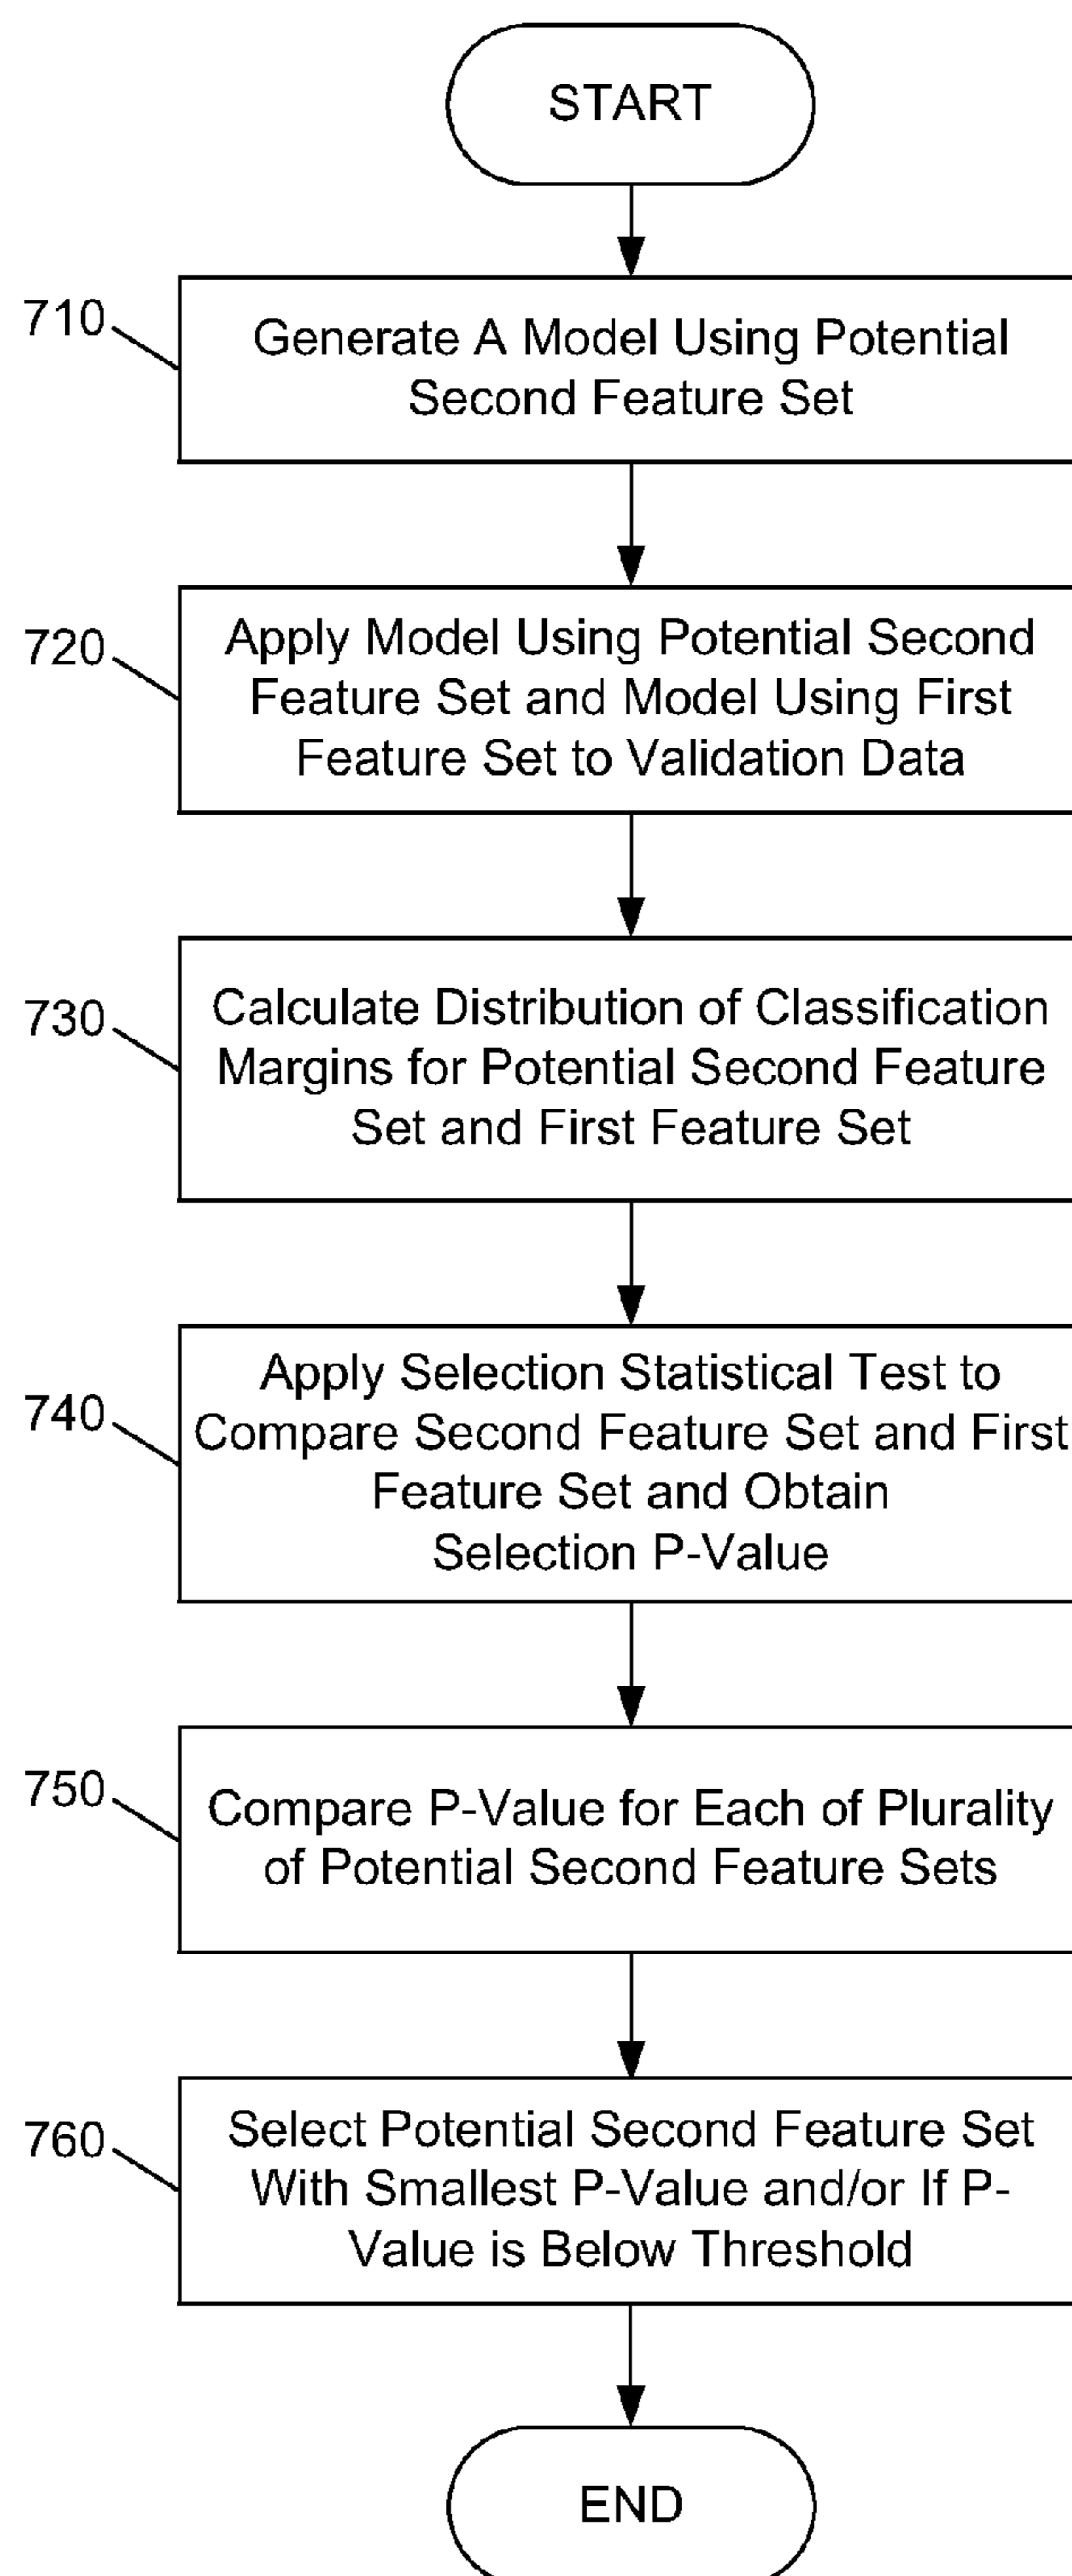 START
710
Generate A Model Using Potential
Second Feature Set
720
Apply Model Using Potential Second
Feature Set and Model Using First
Feature Set to Validation Data
730
Calculate Distribution of Classification
Margins for Potential Second Feature
Set and First Feature Set
740
Apply Selection Statistical Test to
Compare Second Feature Set and First
Feature Set and Obtain
Selection P-Value
750
Compare P-Value for Each of Plurality
of Potential Second Feature Sets
760
Select Potential Second Feature Set
With Smallest P-Value and/or If P-
Value is Below Threshold
END